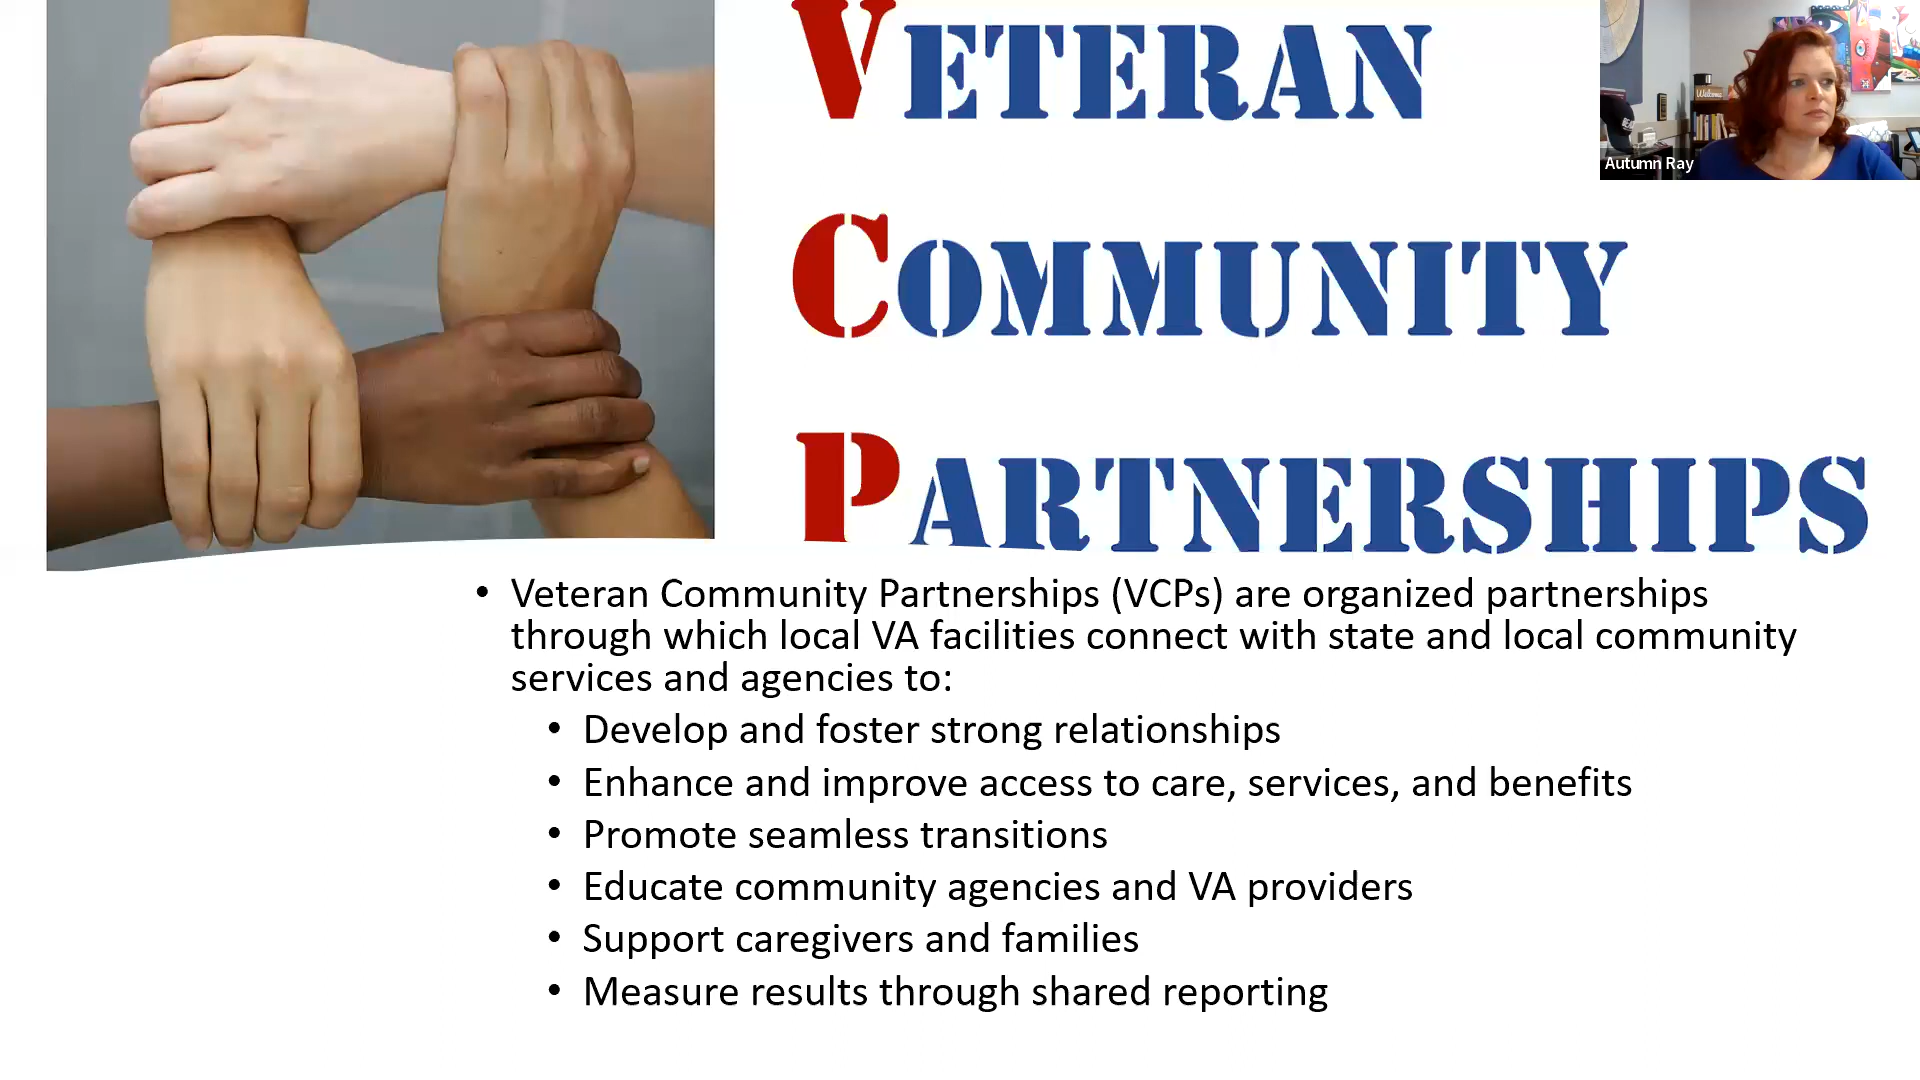 VETERAN
COMMUNITY
PARTNERSHIPS
Welcome
Autumn Ray
• Veteran Community Partnerships (VCPs) are organized partnerships
through which local VA facilities connect with state and local community
services and agencies to:
• Develop and foster strong relationships
• Enhance and improve access to care, services, and benefits
• Promote seamless transitions
• Educate community agencies and VA providers
• Support caregivers and families
• Measure results through shared reporting